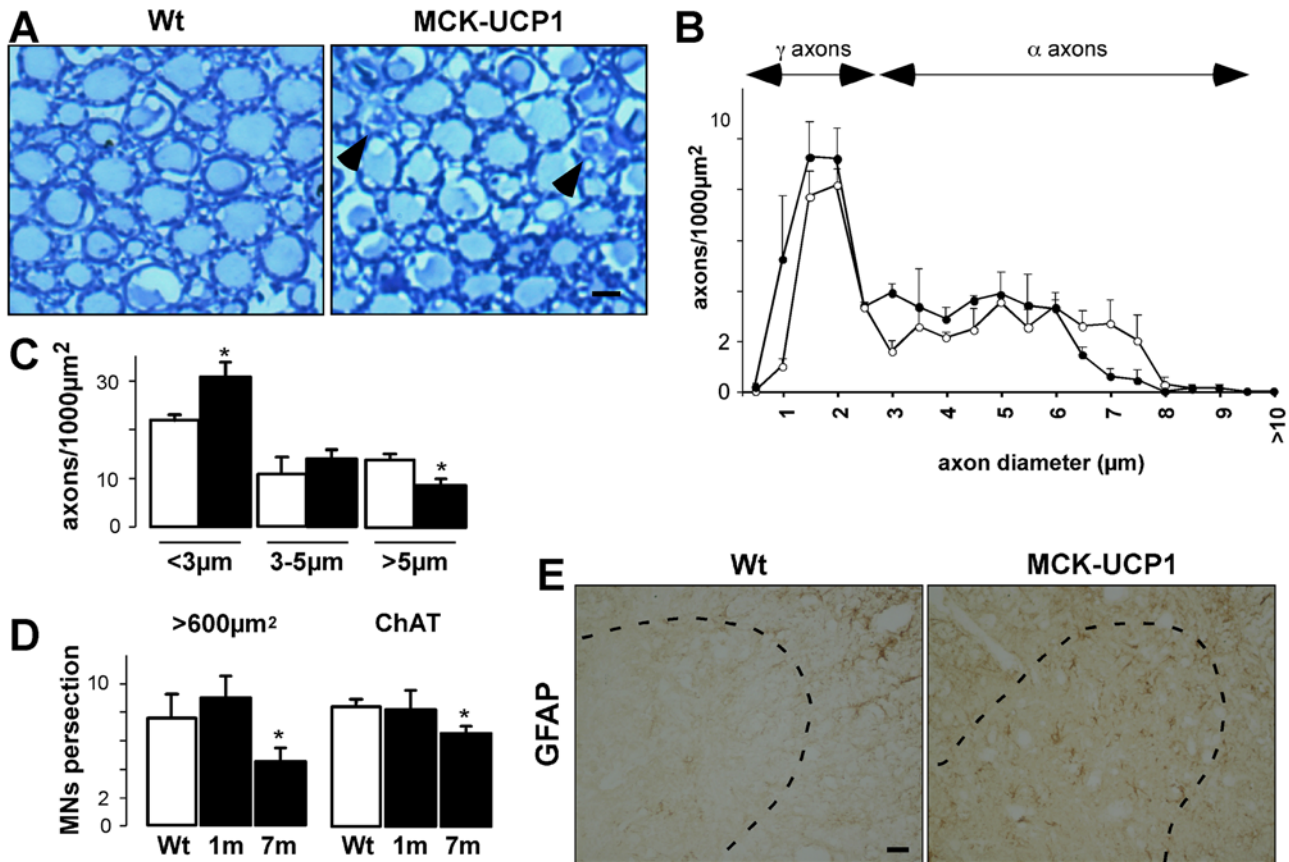 A
Wt
MCK-UCP1
B
γ axons
α axons
axons/1000µm²
10
2
0
1
2
3
4
5
6
7
8
9
>10
axon diameter (µm)
C
axons/1000µm²
30
10
0
*
*
<3µm
3-5µm
>5µm
D
>600µm²
ChAT
MNs persection
10
2
0
*
*
Wt
1m
7m
Wt
1m
7m
E
Wt
MCK-UCP1
GFAP